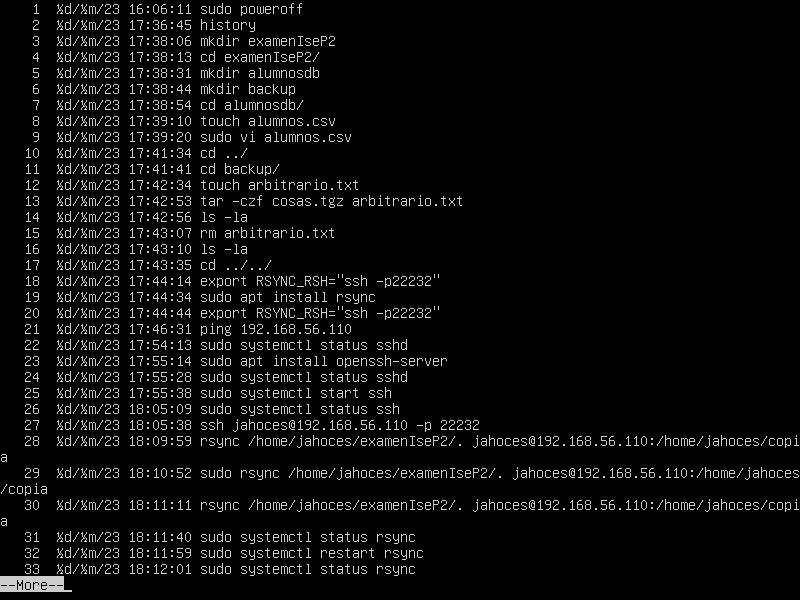 1  %d/%m/23 16:06:11 sudo poweroff
2  %d/%m/23 17:36:45 history
3  %d/%m/23 17:38:06 mkdir examenIseP2
4  %d/%m/23 17:38:13 cd examenIseP2/
5  %d/%m/23 17:38:31 mkdir alumnosdb
6  %d/%m/23 17:38:44 mkdir backup
7  %d/%m/23 17:38:54 cd alumnosdb/
8  %d/%m/23 17:39:10 touch alumnos.csv
9  %d/%m/23 17:39:20 sudo vi alumnos.csv
10  %d/%m/23 17:41:34 cd ../
11  %d/%m/23 17:41:41 cd backup/
12  %d/%m/23 17:42:34 touch arbitrario.txt
13  %d/%m/23 17:42:53 tar -czf cosas.tgz arbitrario.txt
14  %d/%m/23 17:42:56 ls -la
15  %d/%m/23 17:43:07 rm arbitrario.txt
16  %d/%m/23 17:43:10 ls -la
17  %d/%m/23 17:43:35 cd ../../
18  %d/%m/23 17:44:14 export RSYNC_RSH="ssh -p22232"
19  %d/%m/23 17:44:34 sudo apt install rsync
20  %d/%m/23 17:44:44 export RSYNC_RSH="ssh -p22232"
21  %d/%m/23 17:46:31 ping 192.168.56.110
22  %d/%m/23 17:54:13 sudo systemctl status sshd
23  %d/%m/23 17:55:14 sudo apt install openssh-server
24  %d/%m/23 17:55:28 sudo systemctl status sshd
25  %d/%m/23 17:55:38 sudo systemctl start ssh
26  %d/%m/23 18:05:09 sudo systemctl status ssh
27  %d/%m/23 18:05:38 ssh jahoces@192.168.56.110 -p 22232
28  %d/%m/23 18:09:59 rsync /home/jahoces/examenIseP2/. jahoces@192.168.56.110:/home/jahoces/copi
a
29  %d/%m/23 18:10:52 sudo rsync /home/jahoces/examenIseP2/. jahoces@192.168.56.110:/home/jahoces
/copia
30  %d/%m/23 18:11:11 rsync /home/jahoces/examenIseP2/. jahoces@192.168.56.110:/home/jahoces/copi
a
31  %d/%m/23 18:11:40 sudo systemctl status rsync
32  %d/%m/23 18:11:59 sudo systemctl restart rsync
33  %d/%m/23 18:12:01 sudo systemctl status rsync
--More--_